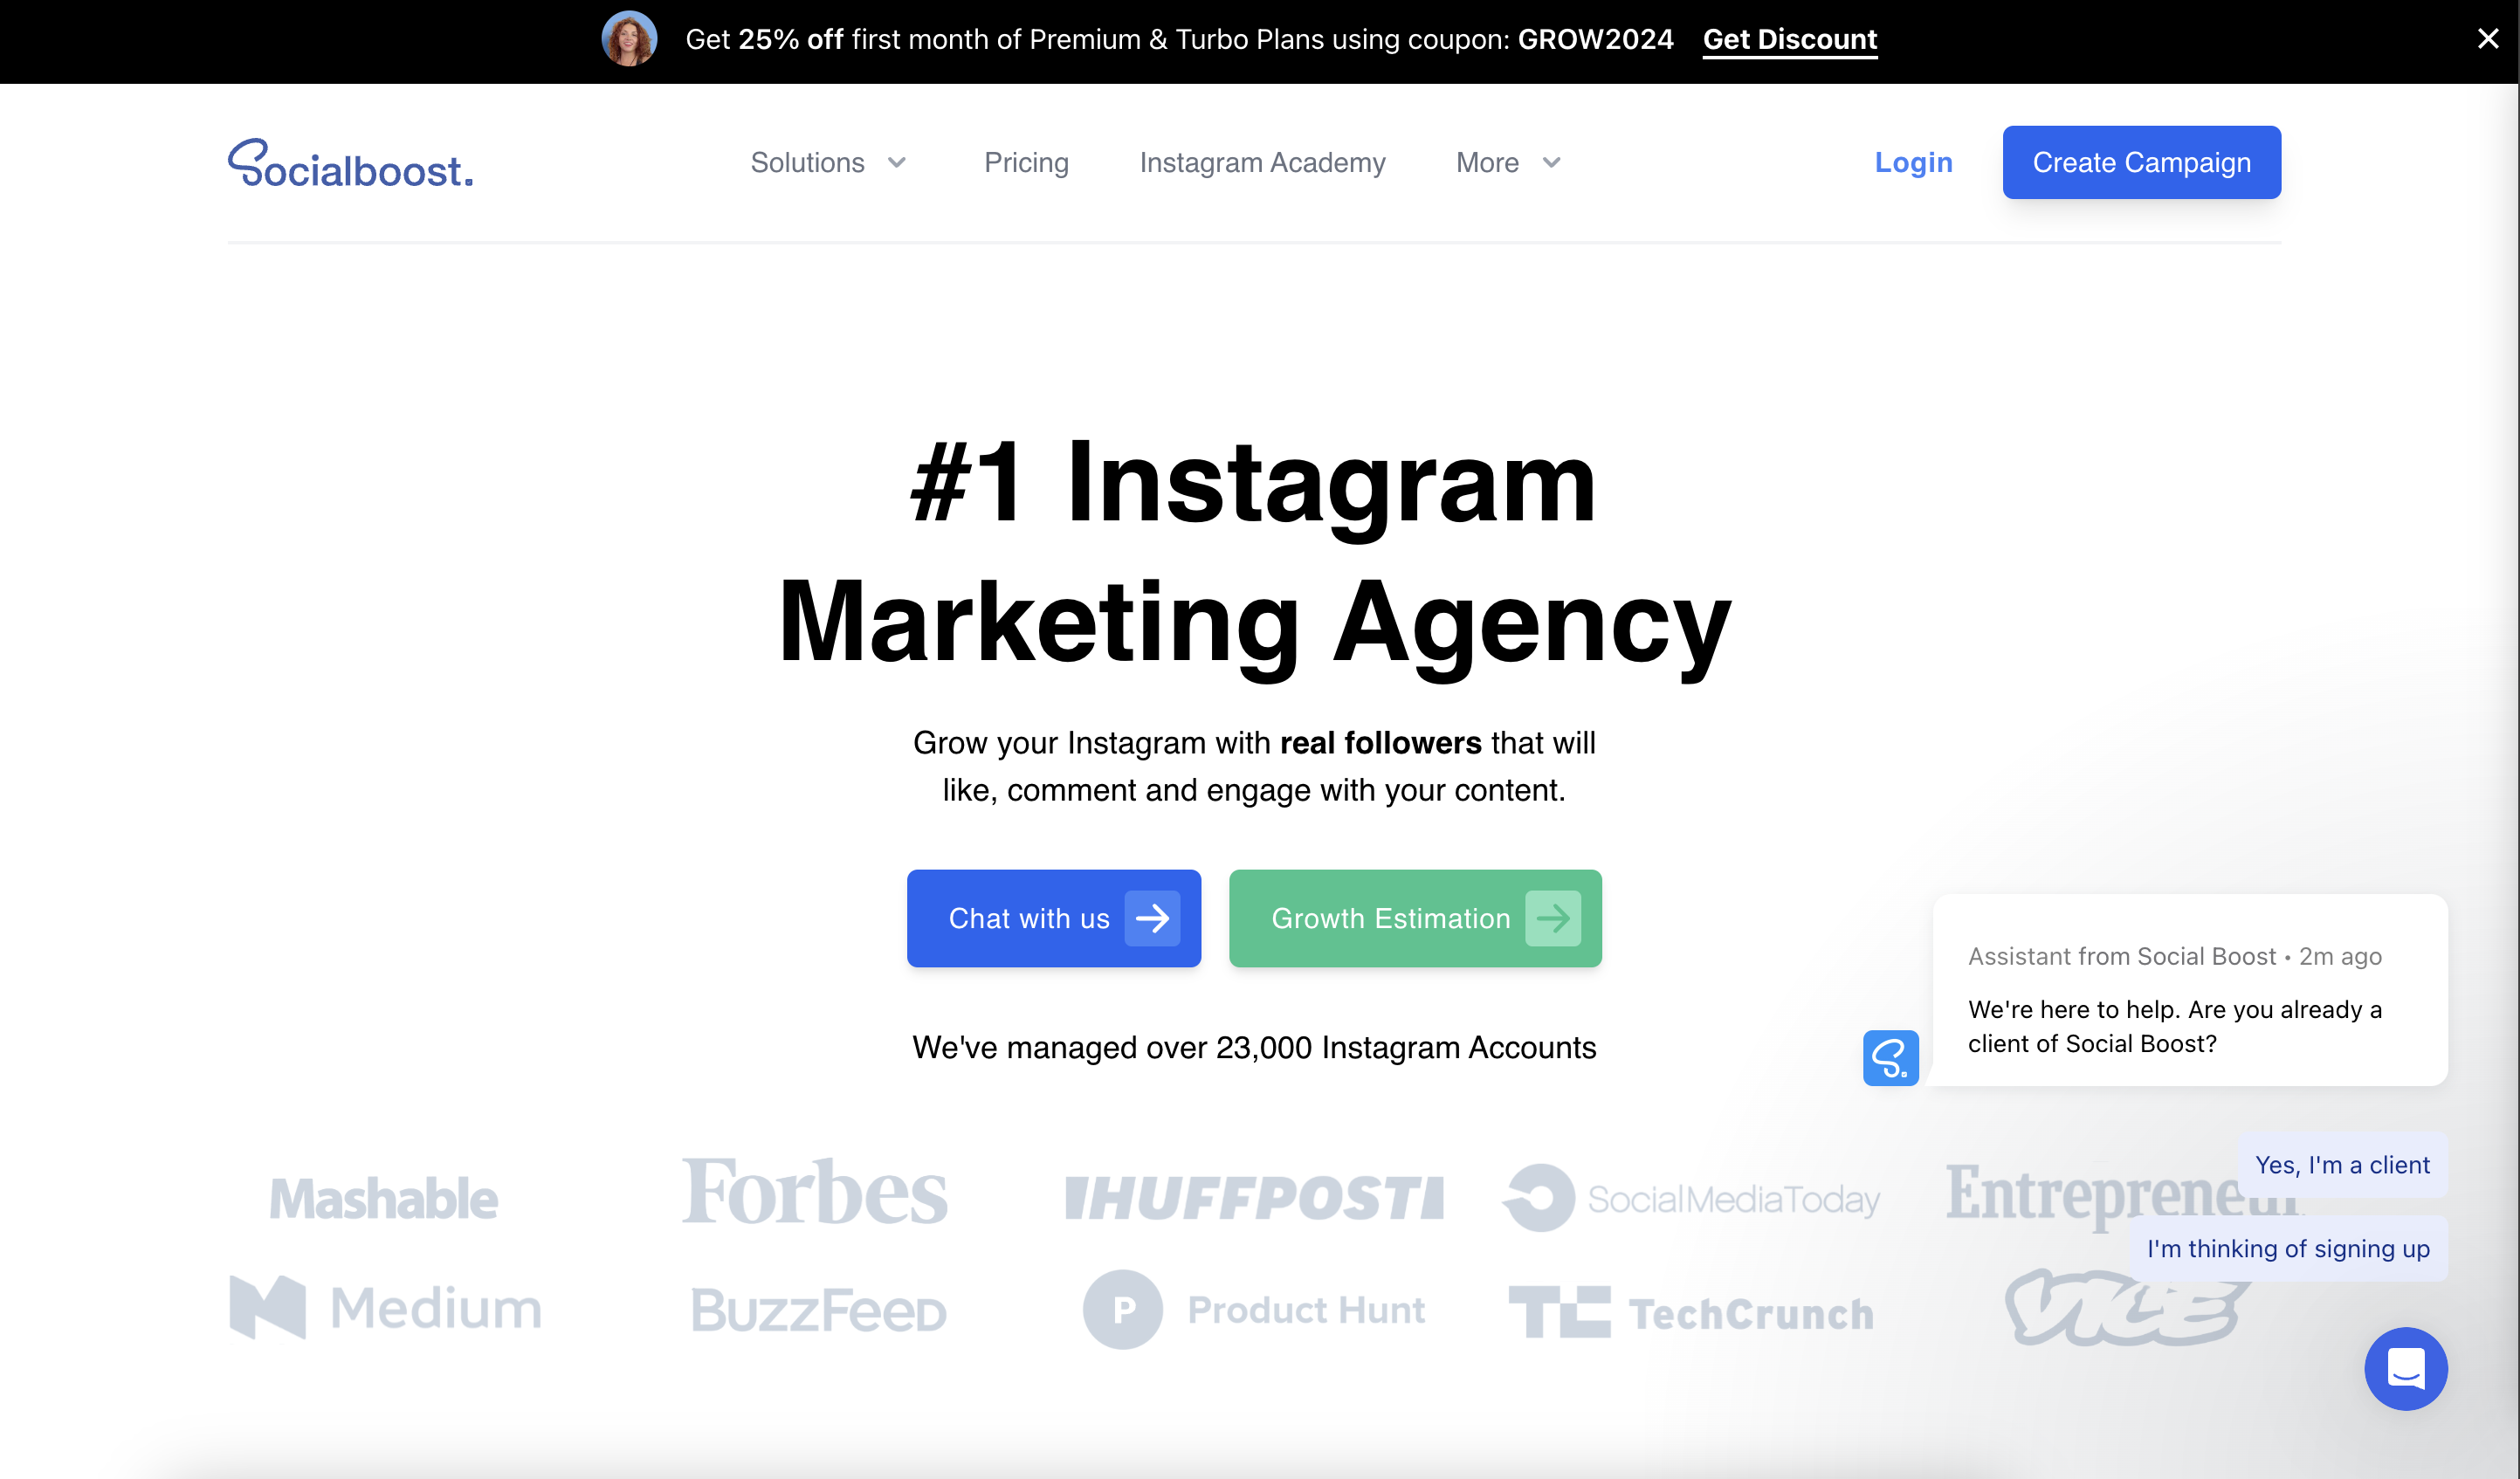 Get 25% off first month of Premium & Turbo Plans using coupon: GROW2024 Get Discount
Socialboost.
Solutions
Pricing
Instagram Academy
More
Login
Create Campaign
#1 Instagram
Marketing Agency
Grow your Instagram with real followers that will
like, comment and engage with your content.
Chat with us
Growth Estimation
We've managed over 23,000 Instagram Accounts
Assistant from Social Boost • 2m ago
We're here to help. Are you already a
client of Social Boost?
S.
Yes, I'm a client
I'm thinking of signing up
Mashable
Forbes
IHUFFPOSTI
SocialMediaToday
Entrepreneur
Medium
BuzzFeeD
P Product Hunt
TC TechCrunch
VICE